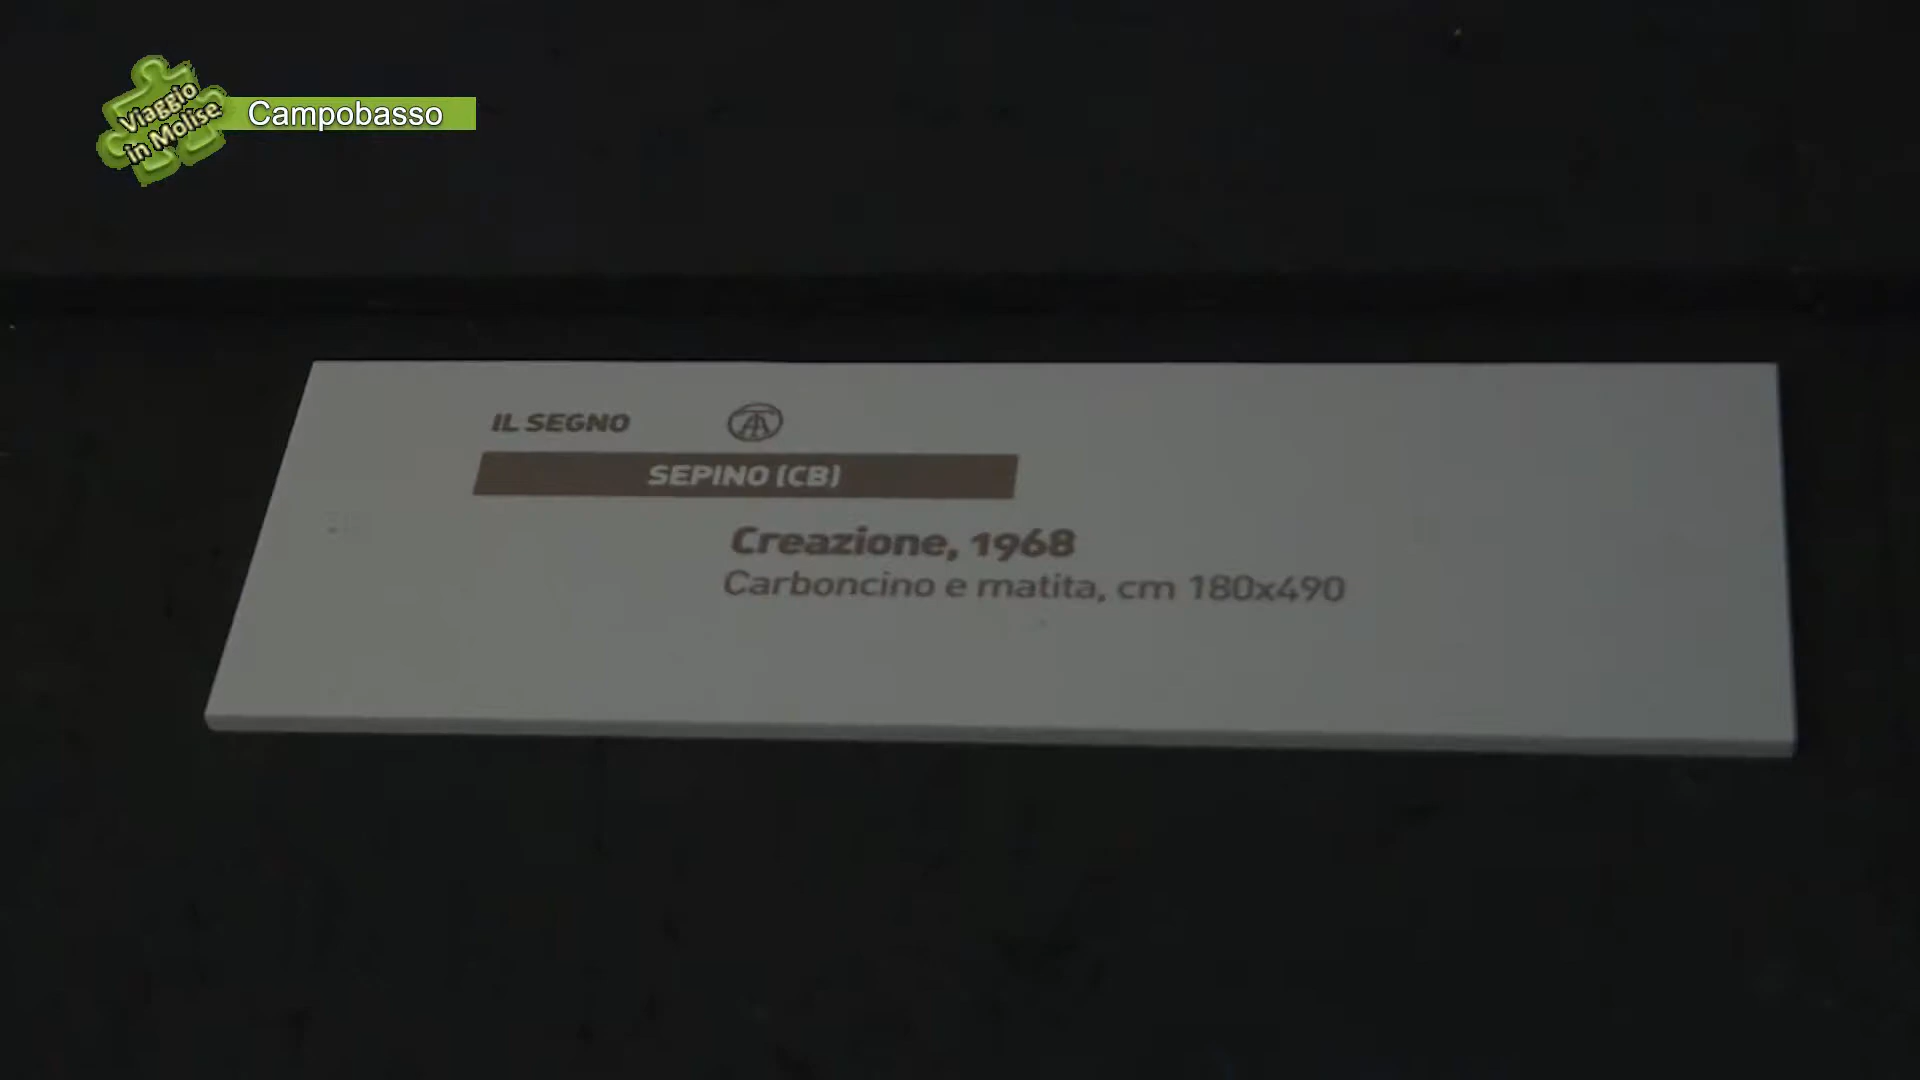 Viaggio
in Molise
Campobasso
IL SEGNO
SEPINO (CB)
Creazione, 1968
Carboncino e matita, cm 180x490